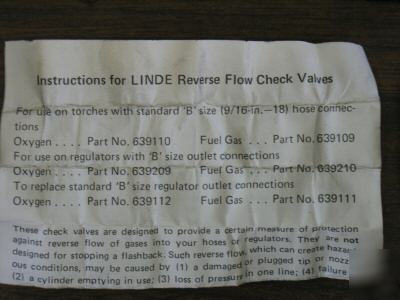 Instructions for LINDE Reverse Flow Check Valves
For use on torches with standard 'B' size (9/16-in.—18) hose connec-
tions
Oxygen .... Part No. 639110 Fuel Gas ... Part No. 639109
For use on regulators with 'B' size outlet connections
Oxygen .... Part No. 639209 Fuel Gas ... Part No. 639210
To replace standard 'B' size regulator outlet connections
Oxygen .... Part No. 639112 Fuel Gas ... Part No. 639111
These check valves are designed to provide a certain measure of protection
against reverse flow of gases into your hoses or regulators. They are not
designed for stopping a flashback. Such reverse flow, which can create hazard-
ous conditions, may be caused by (1) a damaged or plugged tip or nozz
(2) a cylinder emptying in use; (3) loss of pressure in one line; (4) failure